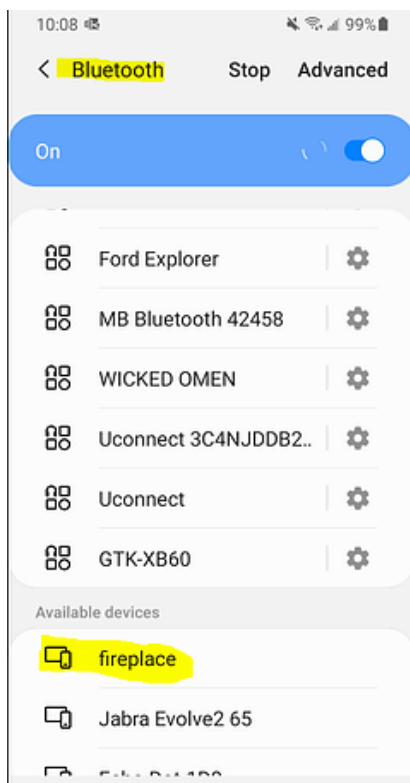 10:08 99%
Bluetooth Stop Advanced
On
Ford Explorer
MB Bluetooth 42458
WICKED OMEN
Uconnect 3C4NJDDB2..
Uconnect
GTK-XB60
Available devices
fireplace
Jabra Evolve2 65